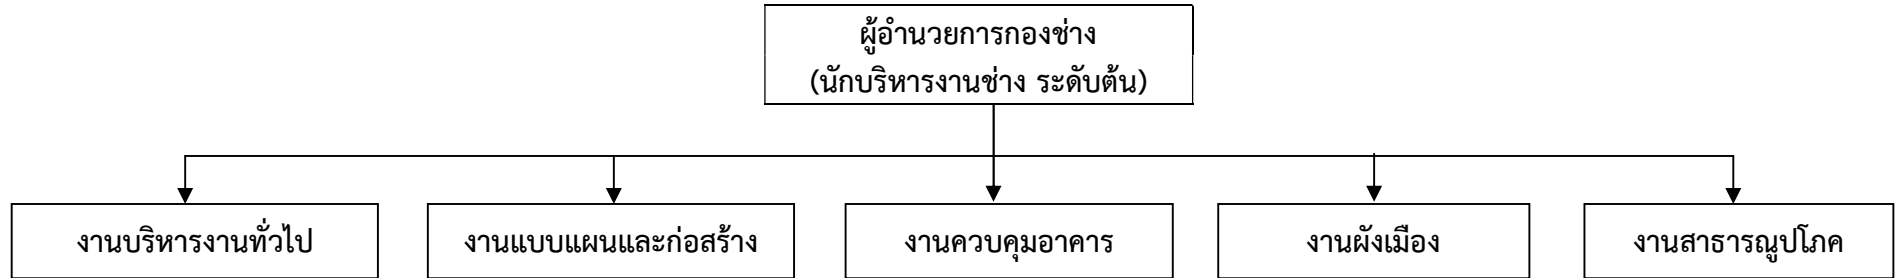 ผู้อำนวยการกองช่าง
(นักบริหารงานช่าง ระดับต้น)
งานบริหารงานทั่วไป
งานแบบแผนและก่อสร้าง
งานควบคุมอาคาร
งานผังเมือง
งานสาธารณูปโภค